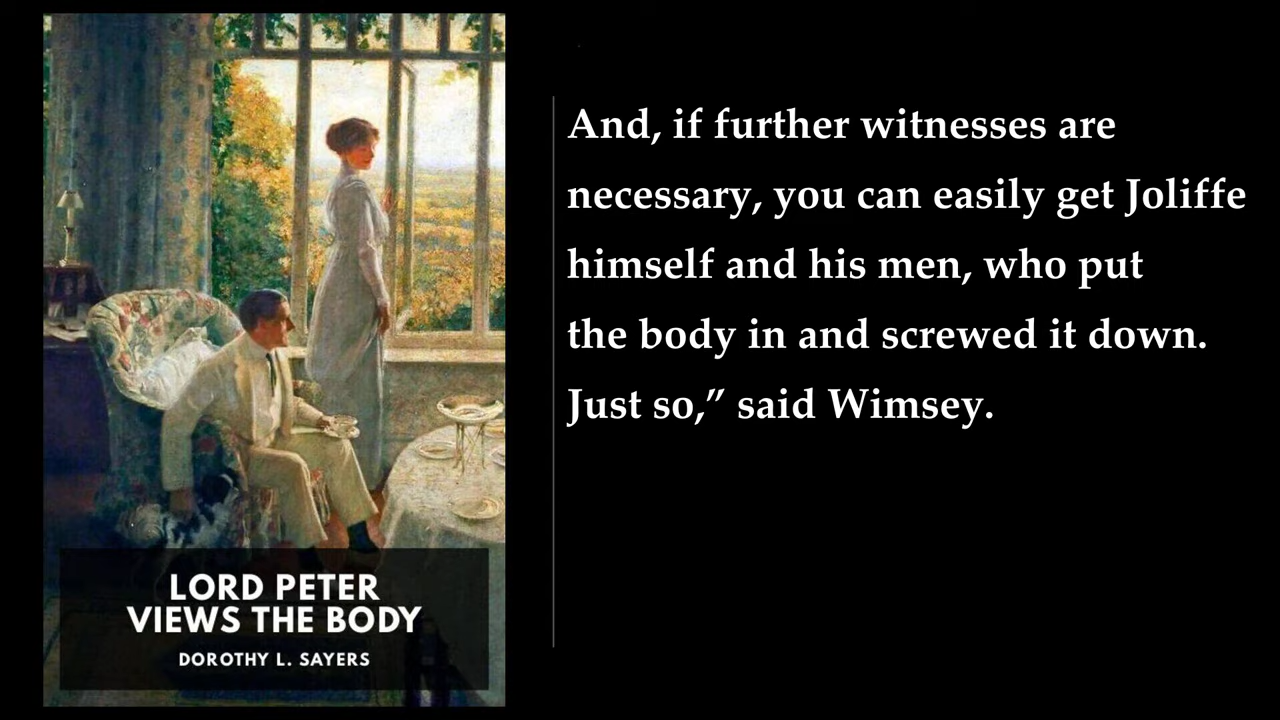 And, if further witnesses are
necessary, you can easily get Joliffe
himself and his men, who put
the body in and screwed it down.
Just so,” said Wimsey.
LORD PETER
VIEWS THE BODY
DOROTHY L. SAYERS